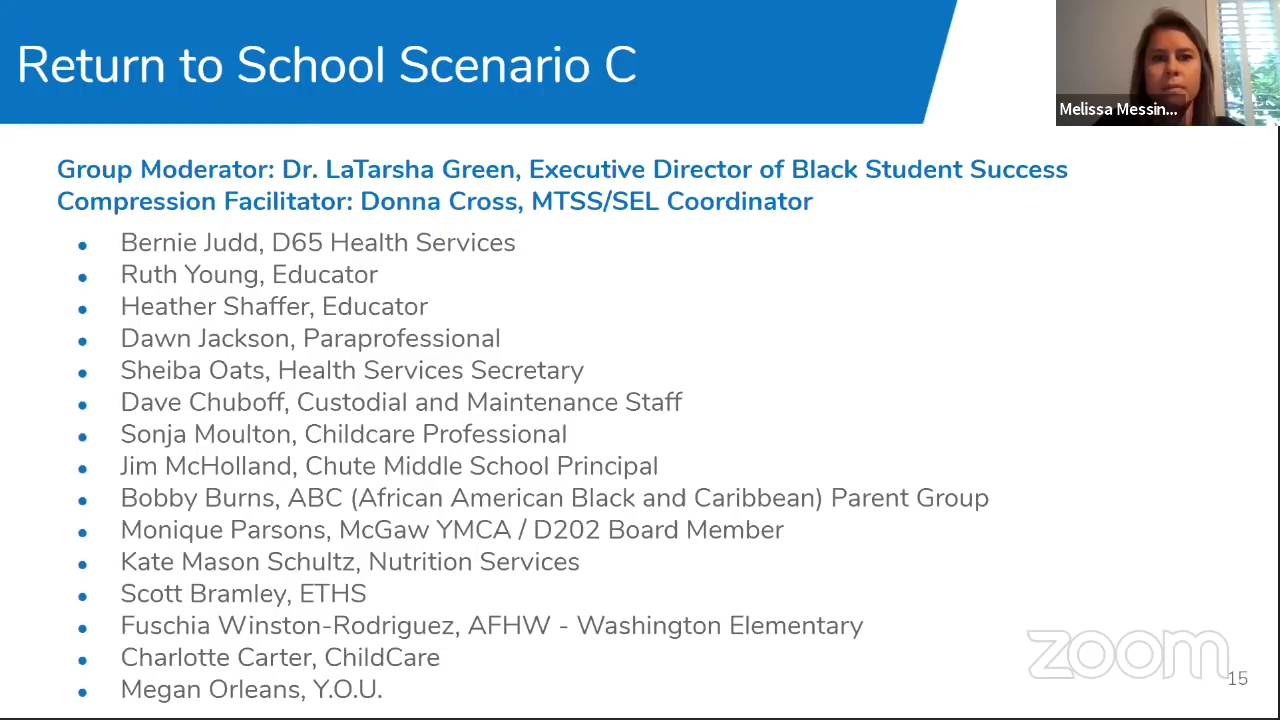 Return to School Scenario C
Melissa Messin...
Group Moderator: Dr. LaTarsha Green, Executive Director of Black Student Success
Compression Facilitator: Donna Cross, MTSS/SEL Coordinator
• Bernie Judd, D65 Health Services
• Ruth Young, Educator
• Heather Shaffer, Educator
• Dawn Jackson, Paraprofessional
• Sheiba Oats, Health Services Secretary
• Dave Chuboff, Custodial and Maintenance Staff
• Sonja Moulton, Childcare Professional
• Jim McHolland, Chute Middle School Principal
• Bobby Burns, ABC (African American Black and Caribbean) Parent Group
• Monique Parsons, McGaw YMCA / D202 Board Member
• Kate Mason Schultz, Nutrition Services
• Scott Bramley, ETHS
• Fuschia Winston-Rodriguez, AFHW - Washington Elementary
• Charlotte Carter, ChildCare
• Megan Orleans, Y.O.U.
zoom
15